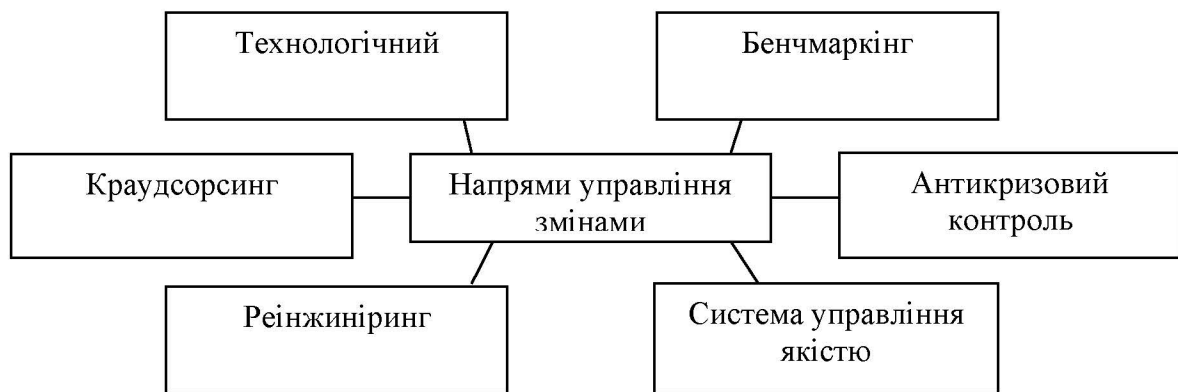 Технологічний
Бенчмаркінг
Краудсорсинг
Напрями управління
змінами
Антикризовий
контроль
Реінжиніринг
Система управління
якістю